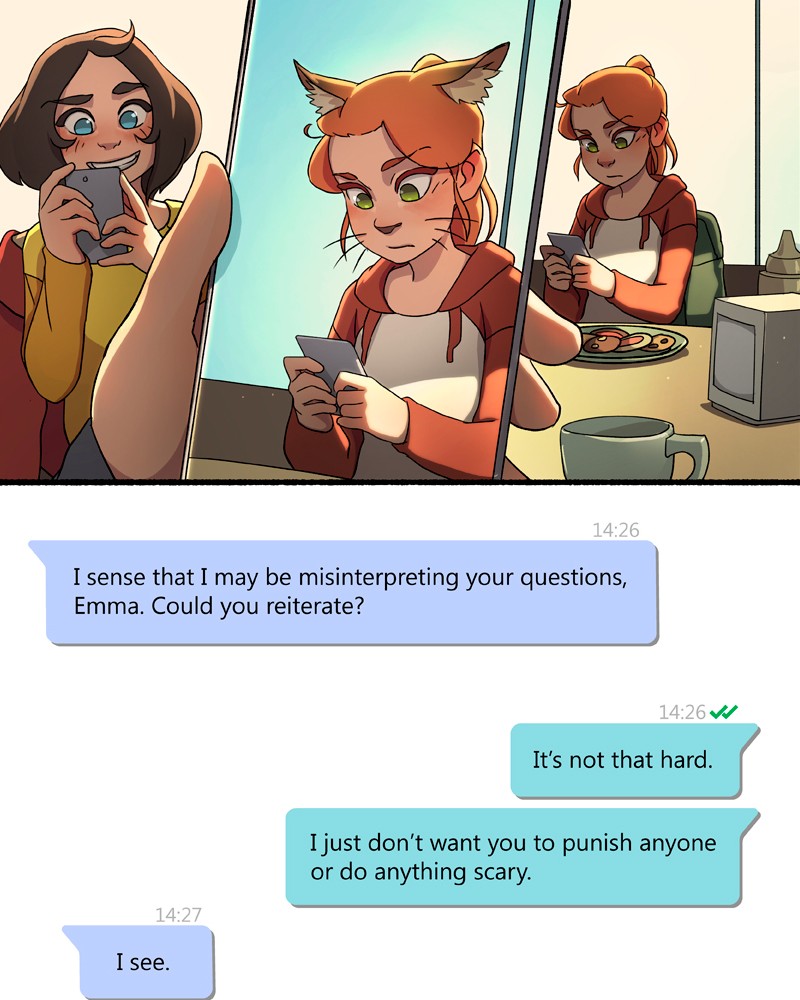 14:26
I sense that I may be misinterpreting your questions,
Emma. Could you reiterate?
14:26
It's not that hard.
I just don't want you to punish anyone
or do anything scary.
14:27
I see.